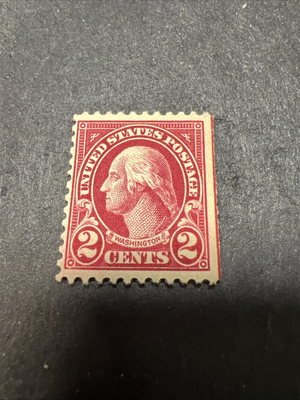 UNITED STATES POSTAGE
WASHINGTON
2 CENTS 2